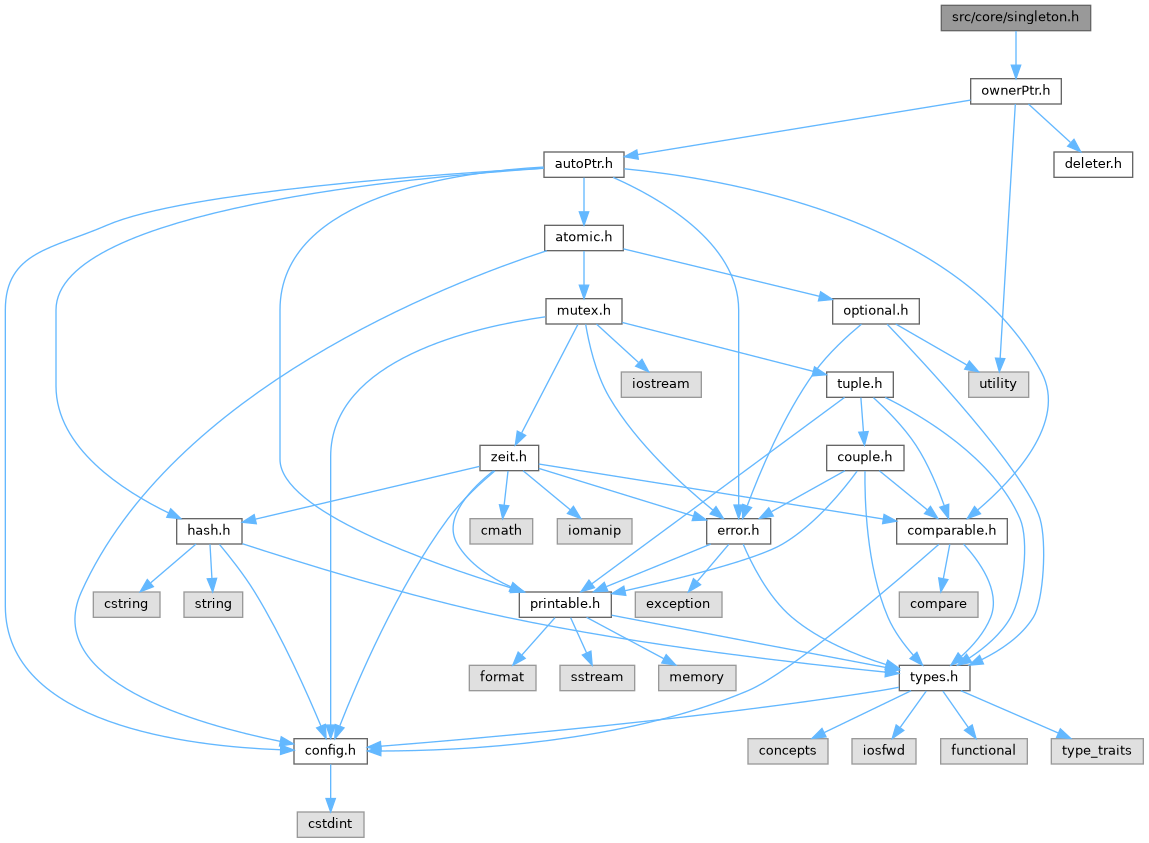 src/core/singleton.h
ownerPtr.h
autoPtr.h
deleter.h
atomic.h
mutex.h
optional.h
iostream
tuple.h
utility
zeit.h
couple.h
hash.h
cmath
iomanip
error.h
comparable.h
cstring
string
printable.h
exception
compare
format
sstream
memory
types.h
config.h
concepts
iosfwd
functional
type_traits
cstdint